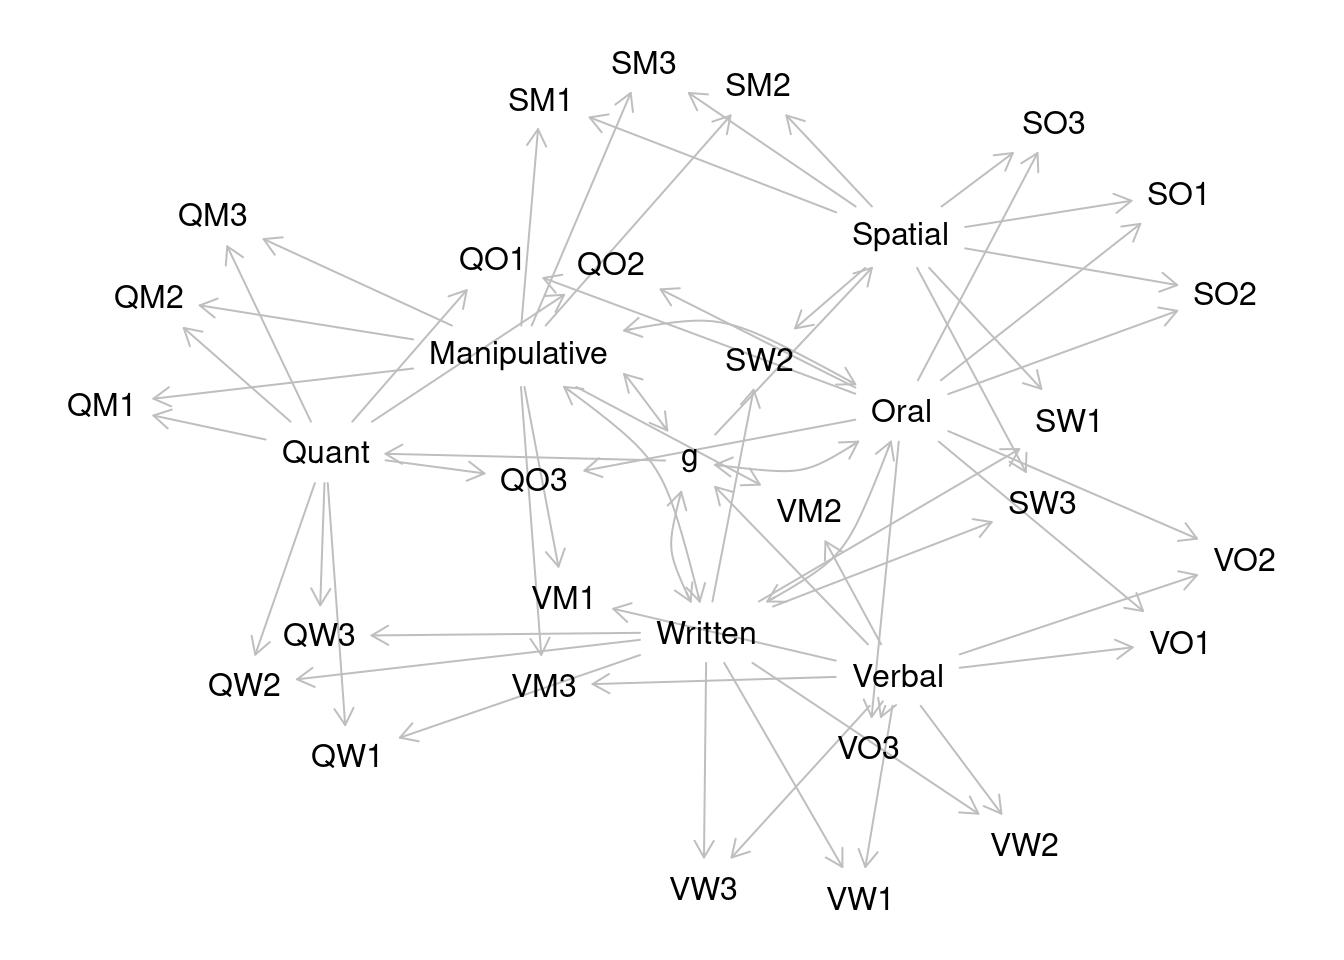 SM3
SM2
SM1
SO3
SO1
QM3
Spatial
QO1
QO2
QM2
SO2
Manipulative
SW2
QM1
Oral
SW1
Quant
g
QO3
SW3
VM2
VO2
VM1
QW3
Written
VO1
Verbal
QW2
VM3
VO3
QW1
VW2
VW3
VW1